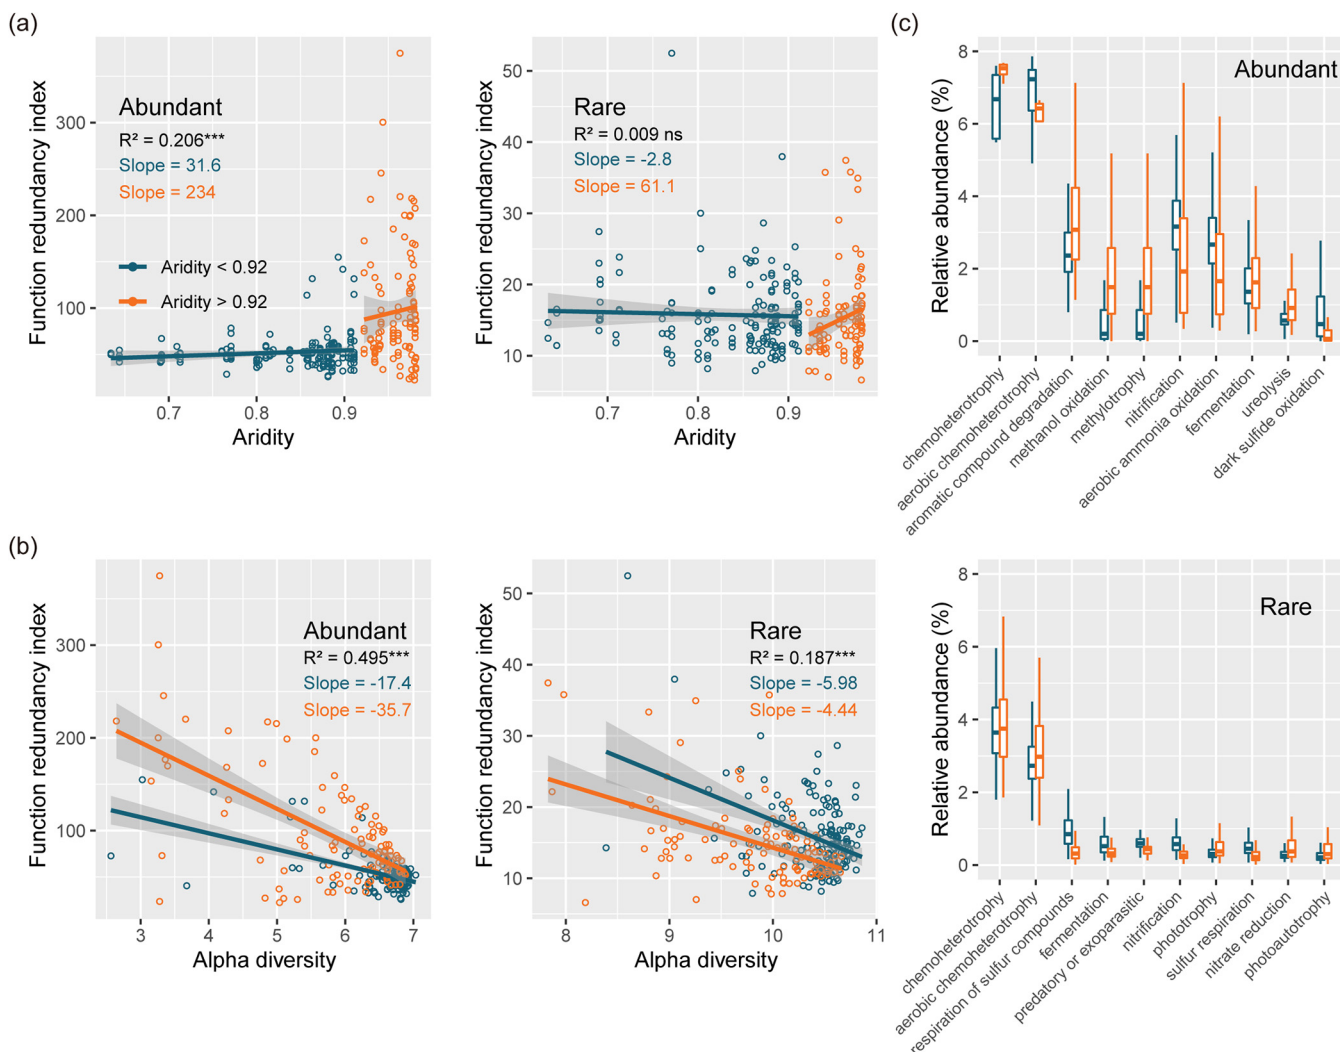 (a)
Function redundancy index
300
200
100
Abundant
R² = 0.206***
Slope = 31.6
Slope = 234
Aridity < 0.92
Aridity > 0.92
0.7
0.8
0.9
Aridity
Function redundancy index
50
40
30
20
10
Rare
R² = 0.009 ns
Slope = -2.8
Slope = 61.1
0.7
0.8
0.9
Aridity
(c)
Relative abundance (%)
8
6
4
2
0
Abundant
chemoheterotrophy
aerobic chemoheterotrophy
aromatic compound degradation
methanol oxidation
methylotrophy
nitrification
aerobic ammonia oxidation
fermentation
ureolysis
dark sulfide oxidation
(b)
Function redundancy index
300
200
100
Abundant
R² = 0.495***
Slope = -17.4
Slope = -35.7
3
4
5
6
7
Alpha diversity
Function redundancy index
50
40
30
20
10
Rare
R² = 0.187***
Slope = -5.98
Slope = -4.44
8
9
10
11
Alpha diversity
Relative abundance (%)
8
6
4
2
0
Rare
chemoheterotrophy
aerobic chemoheterotrophy
respiration of sulfur compounds
fermentation
predatory or exoparasitic
nitrification
phototrophy
sulfur respiration
nitrate reduction
photoautotrophy